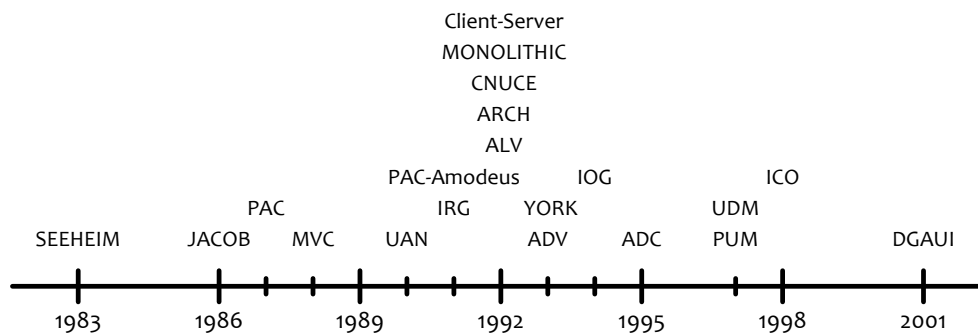 Client-Server
MONOLITHIC
CNUCE
ARCH
ALV
PAC-Amodeus IOG ICO
PAC IRG YORK UDM
SEEHEIM JACOB MVC UAN ADV ADC PUM DGAUI
1983 1986 1989 1992 1995 1998 2001